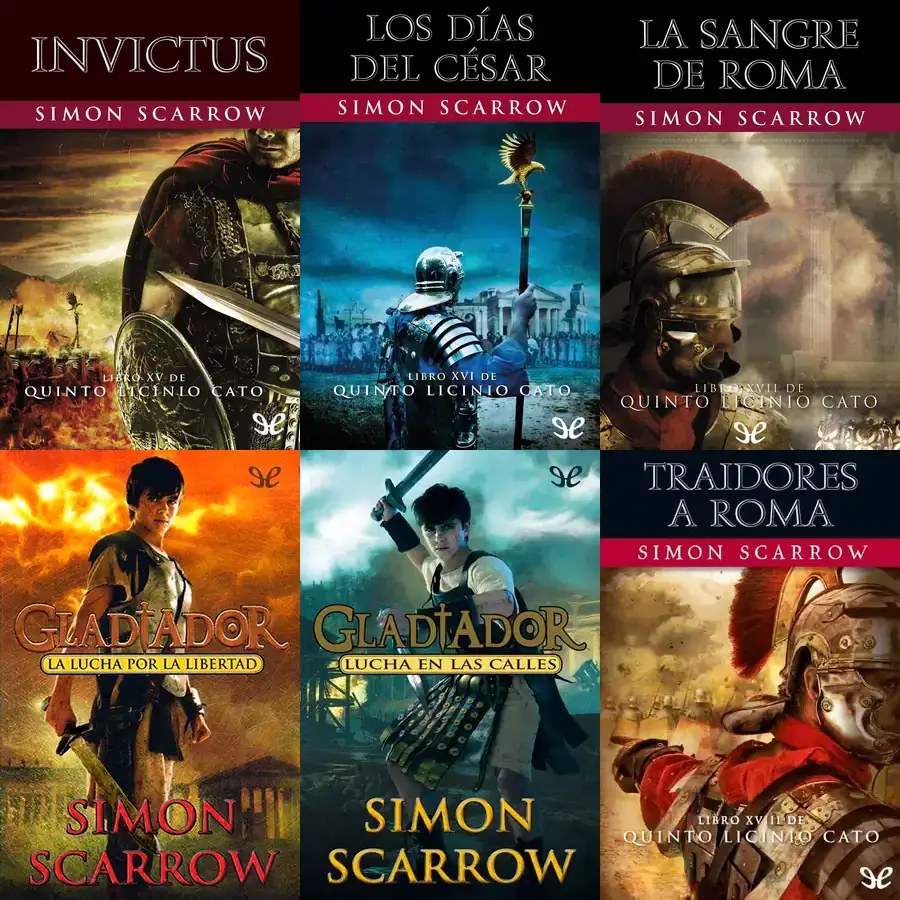 INVICTUS
SIMON SCARROW
LIBRO XV DE
QUINTO LICINIO CATO
LOS DÍAS
DEL CÉSAR
SIMON SCARROW
LIBRO XVI DE
QUINTO LICINIO CATO
LA SANGRE
DE ROMA
SIMON SCARROW
LIBRO XVII DE
QUINTO LICINIO CATO
GLADIADOR
LA LUCHA POR LA LIBERTAD
SIMON
SCARROW
GLADIADOR
LUCHA EN LAS CALLES
SIMON
SCARROW
TRAIDORES
A ROMA
SIMON SCARROW
LIBRO XVIII DE
QUINTO LICINIO CATO